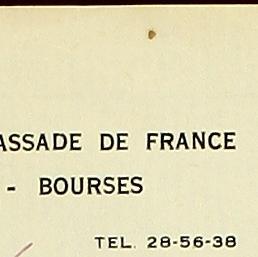 ASSADE DE FRANCE
- BOURSES
TEL. 28-56-38